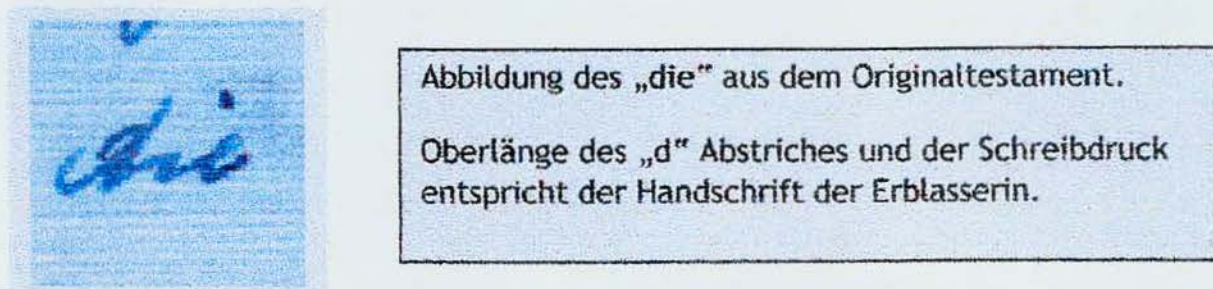 die
Abbildung des „die“ aus dem Originaltestament.
Oberlänge des „d“ Abstriches und der Schreibdruck
entspricht der Handschrift der Erblasserin.